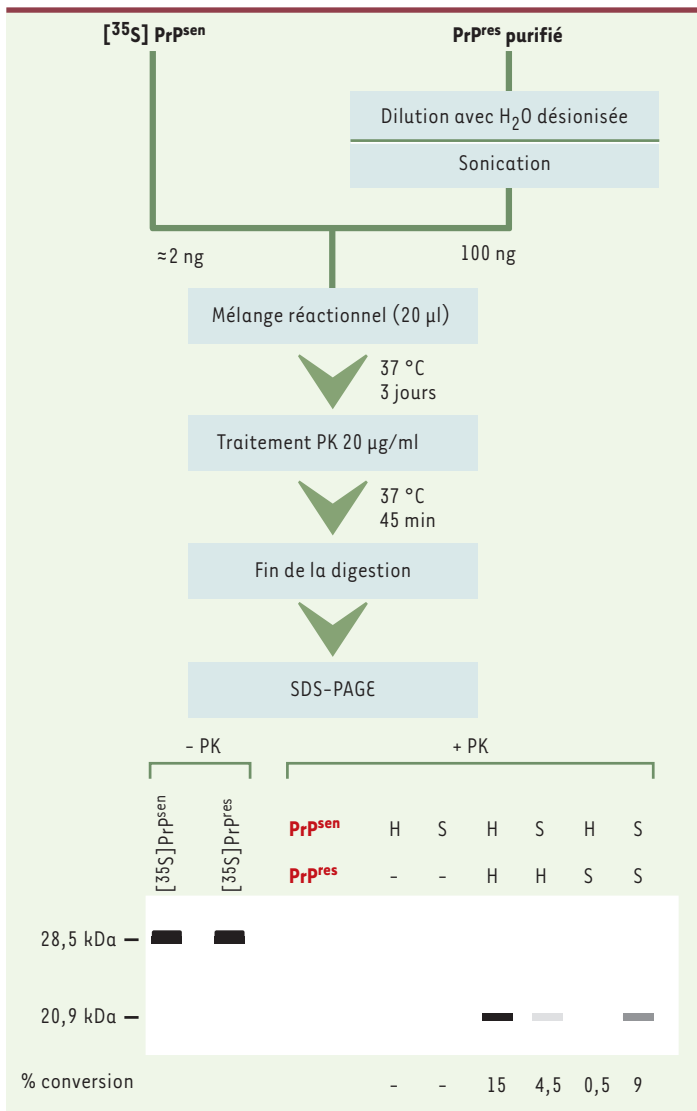 [³⁵S] PrPˢᵉⁿ
PrPʳᵉˢ purifié
Dilution avec H₂O désionisée
Sonication
≈2 ng
100 ng
Mélange réactionnel (20 µl)
37 °C
3 jours
Traitement PK 20 µg/ml
37 °C
45 min
Fin de la digestion
SDS-PAGE
- PK
+ PK
[³⁵S]PrPˢᵉⁿ
[³⁵S]PrPʳᵉˢ
PrPˢᵉⁿ H S H S H S
PrPʳᵉˢ - - H H S S
28,5 kDa
20,9 kDa
% conversion - - 15 4,5 0,5 9